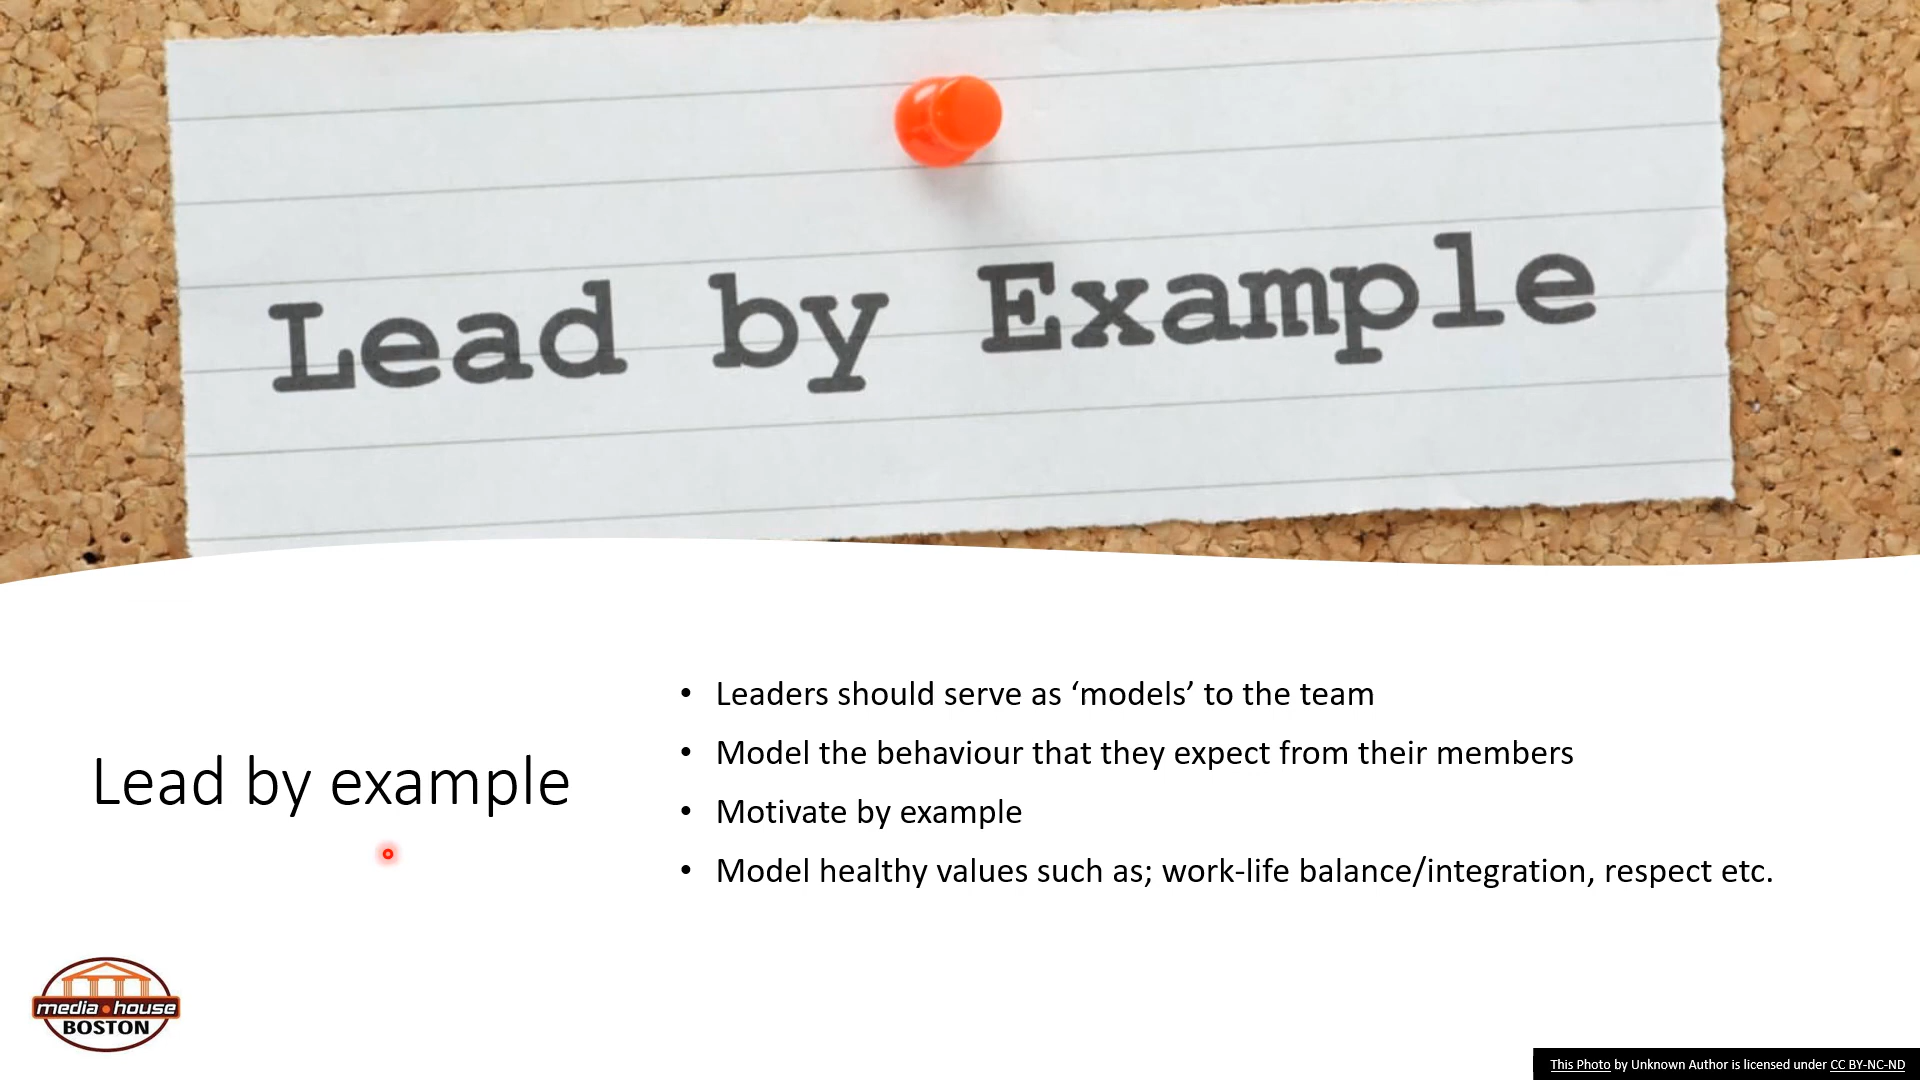 Lead by Example
Lead by example
• Leaders should serve as ‘models’ to the team
• Model the behaviour that they expect from their members
• Motivate by example
• Model healthy values such as; work-life balance/integration, respect etc.
media • house
BOSTON
This Photo by Unknown Author is licensed under CC BY-NC-ND